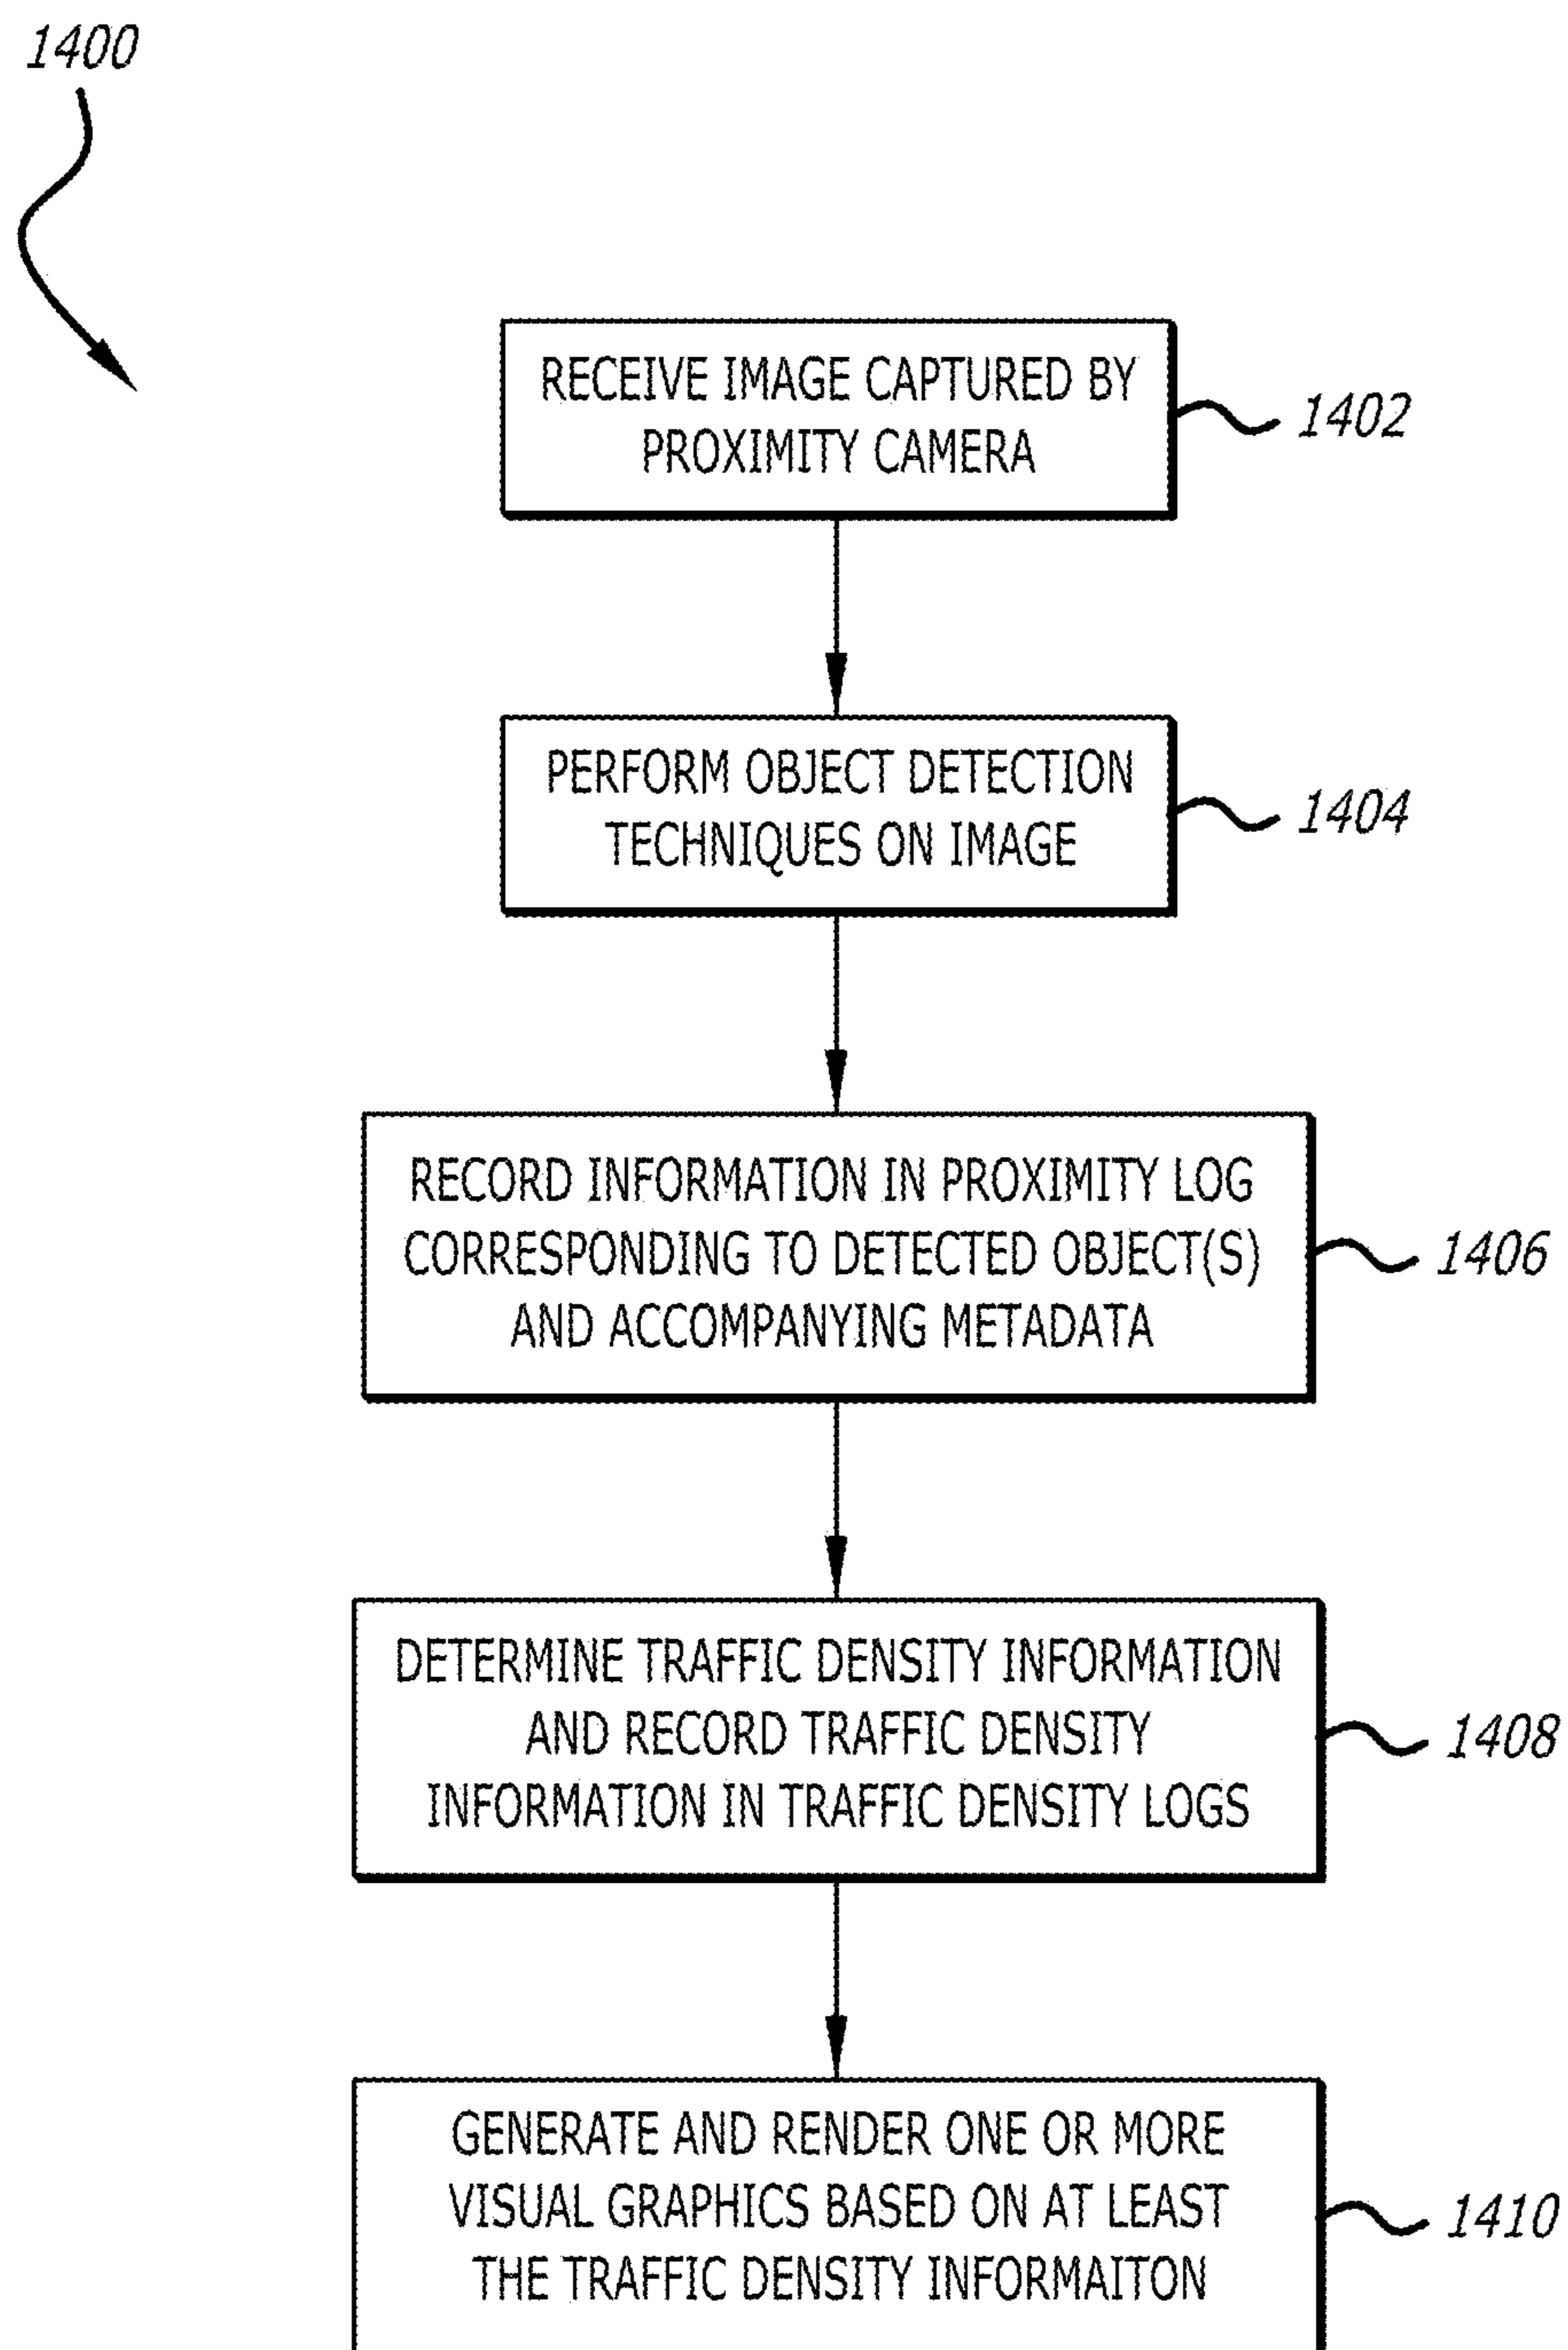 1400
RECEIVE IMAGE CAPTURED BY
PROXIMITY CAMERA
1402
PERFORM OBJECT DETECTION
TECHNIQUES ON IMAGE
1404
RECORD INFORMATION IN PROXIMITY LOG
CORRESPONDING TO DETECTED OBJECT(S)
AND ACCOMPANYING METADATA
1406
DETERMINE TRAFFIC DENSITY INFORMATION
AND RECORD TRAFFIC DENSITY
INFORMATION IN TRAFFIC DENSITY LOGS
1408
GENERATE AND RENDER ONE OR MORE
VISUAL GRAPHICS BASED ON AT LEAST
THE TRAFFIC DENSITY INFORMAITON
1410